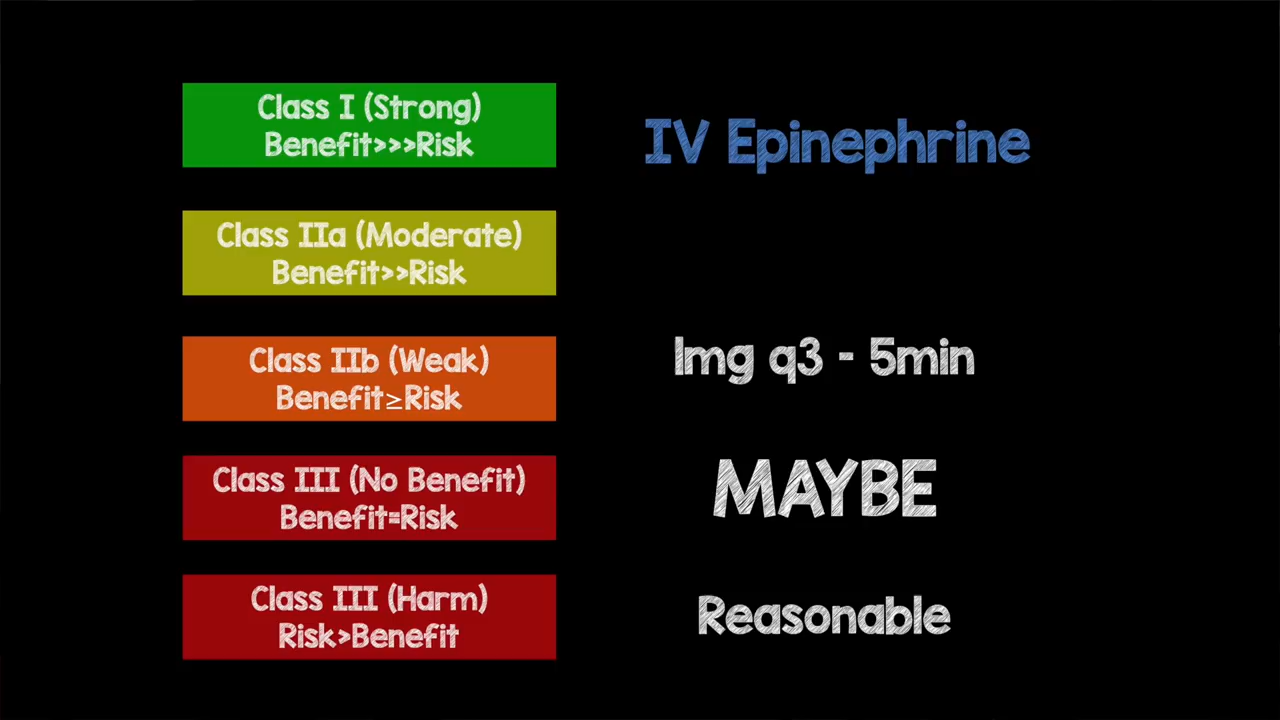 Class I (Strong)
Benefit>>>Risk
IV Epinephrine
Class IIa (Moderate)
Benefit>>Risk
Class IIb (Weak)
Benefit≥Risk
1mg q3 - 5min
Class III (No Benefit)
Benefit=Risk
MAYBE
Class III (Harm)
Risk>Benefit
Reasonable